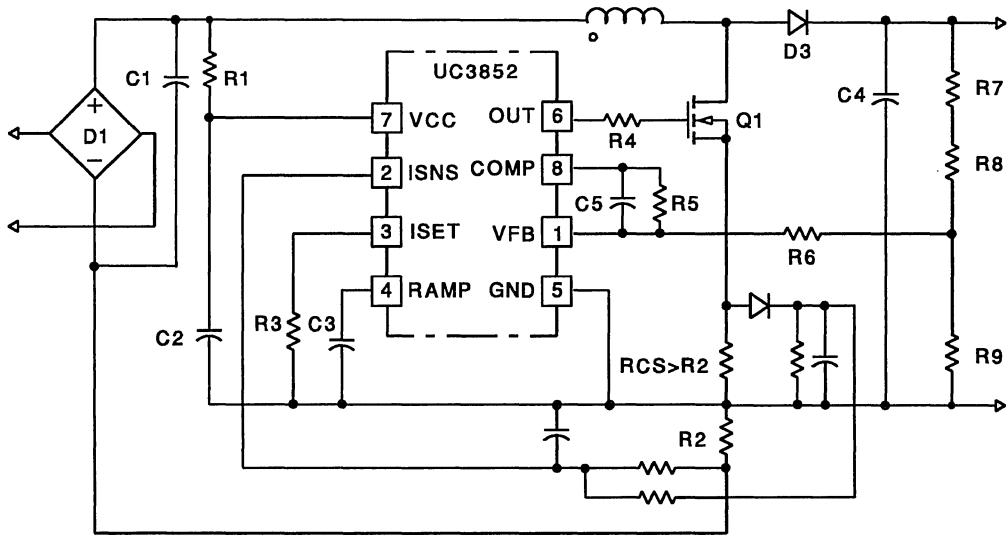 UC3852
C1
R1
D3
C4
R7
+
D1
−
7 VCC
OUT 6
R4
Q1
2 ISNS
COMP 8
C5
R5
R8
3 ISET
VFB 1
R6
4 RAMP
GND 5
C2
R3
C3
RCS>R2
R9
R2